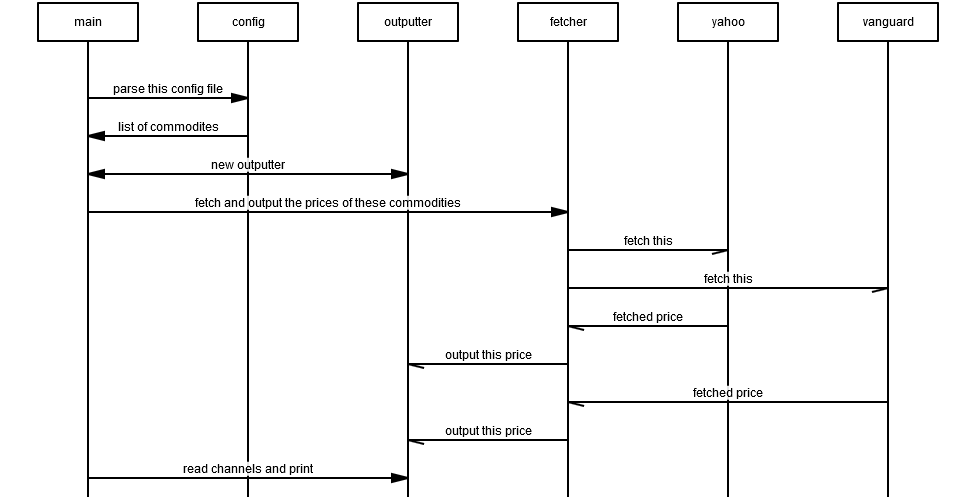 main
config
outputter
fetcher
yahoo
vanguard
parse this config file
list of commodites
new outputter
fetch and output the prices of these commodities
fetch this
fetch this
fetched price
output this price
fetched price
output this price
read channels and print